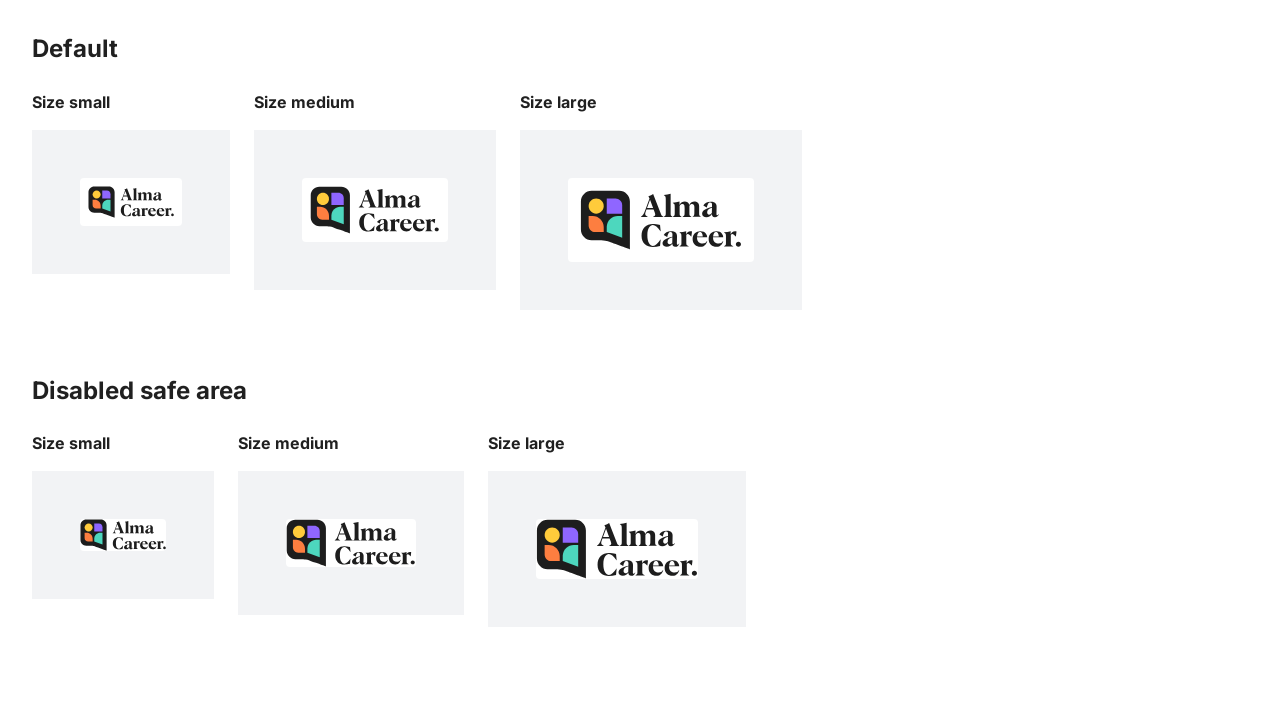 Default
Size small
Size medium
Size large
Alma
Career.
Alma
Career.
Alma
Career.
Disabled safe area
Size small
Size medium
Size large
Alma
Career.
Alma
Career.
Alma
Career.